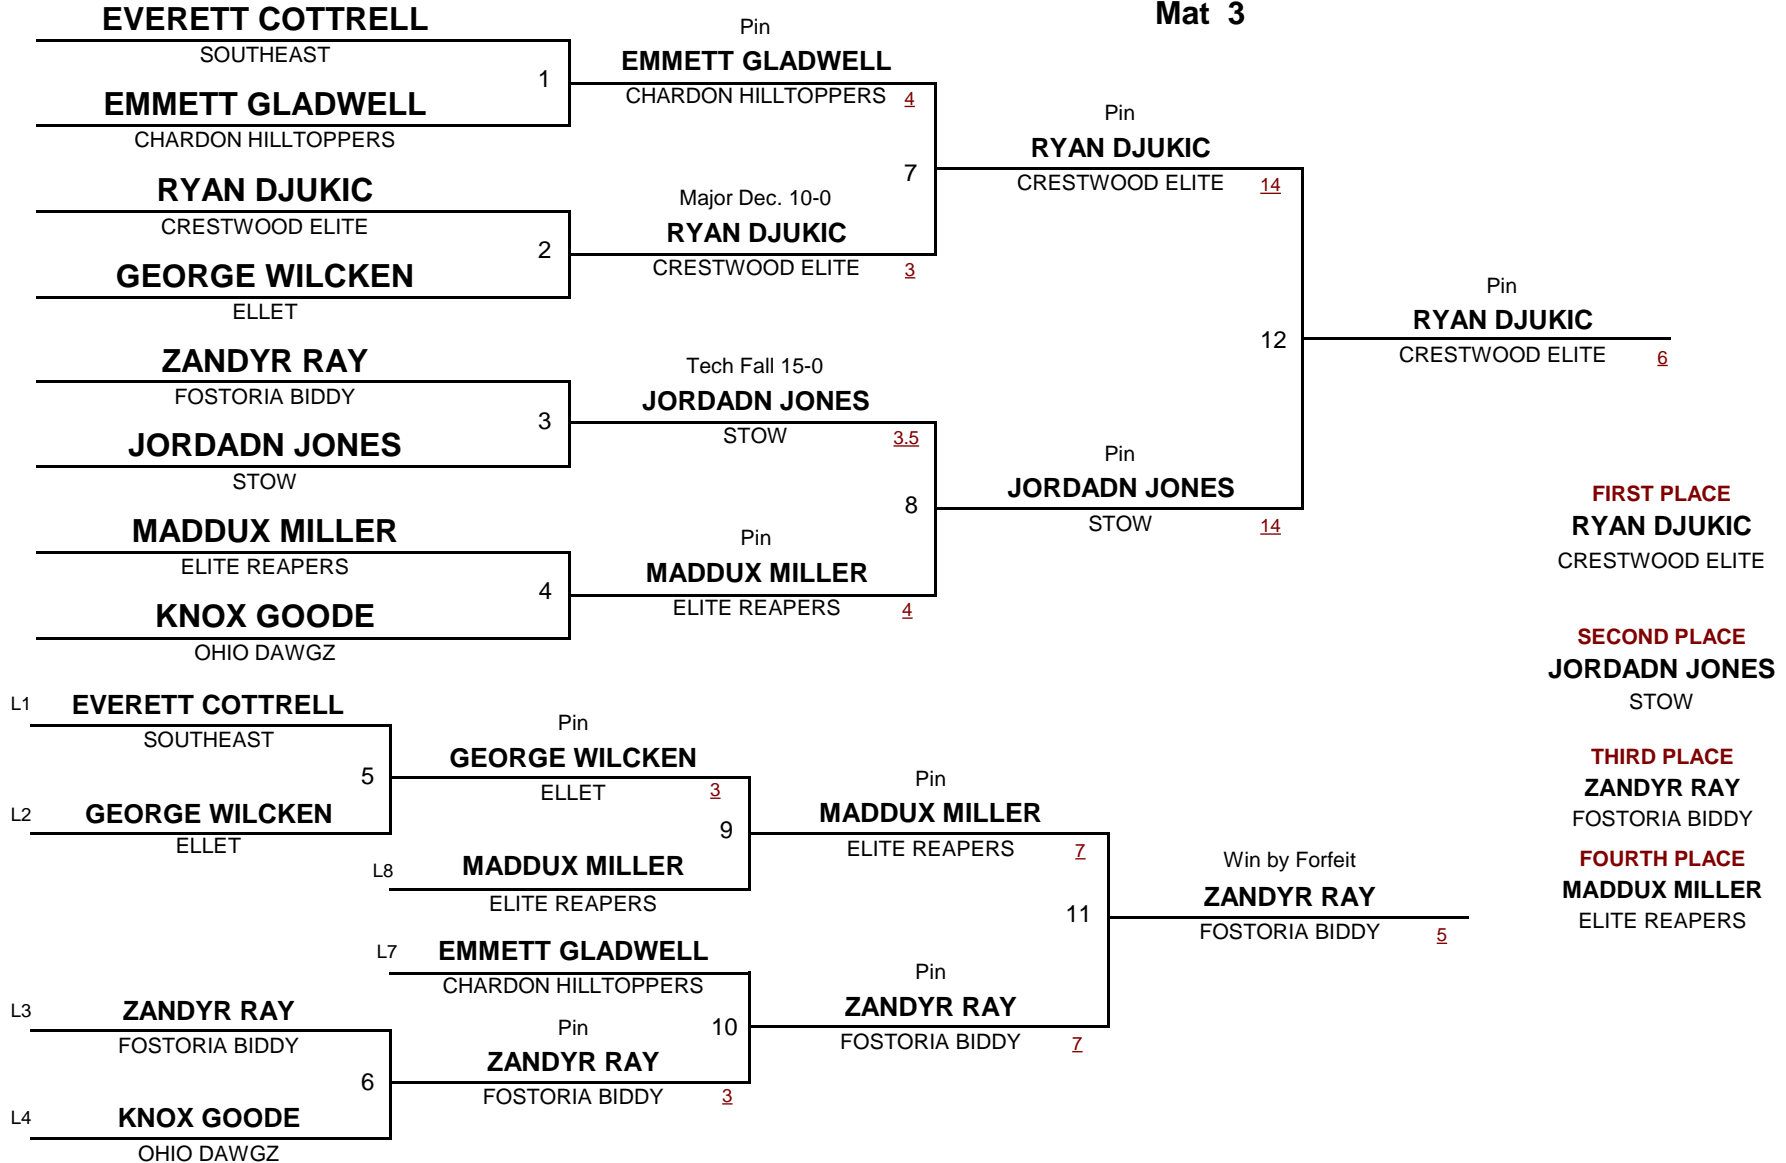 Mat 3
EVERETT COTTRELL
SOUTHEAST
1
EMMETT GLADWELL
CHARDON HILLTOPPERS
RYAN DJUKIC
CRESTWOOD ELITE
2
GEORGE WILCKEN
ELLET
ZANDYR RAY
FOSTORIA BIDDY
3
JORDADN JONES
STOW
MADDUX MILLER
ELITE REAPERS
4
KNOX GOODE
OHIO DAWGZ
Pin
EMMETT GLADWELL
CHARDON HILLTOPPERS 4
7
Major Dec. 10-0
RYAN DJUKIC
CRESTWOOD ELITE 3
Tech Fall 15-0
JORDADN JONES
STOW 3.5
8
Pin
MADDUX MILLER
ELITE REAPERS 4
Pin
RYAN DJUKIC
CRESTWOOD ELITE 14
12
Pin
JORDADN JONES
STOW 14
Pin
RYAN DJUKIC
CRESTWOOD ELITE 6
FIRST PLACE
RYAN DJUKIC
CRESTWOOD ELITE
SECOND PLACE
JORDADN JONES
STOW
THIRD PLACE
ZANDYR RAY
FOSTORIA BIDDY
FOURTH PLACE
MADDUX MILLER
ELITE REAPERS
L1 EVERETT COTTRELL
SOUTHEAST
5
L2 GEORGE WILCKEN
ELLET
Pin
GEORGE WILCKEN
ELLET 3
9
L8 MADDUX MILLER
ELITE REAPERS
L7 EMMETT GLADWELL
CHARDON HILLTOPPERS
10
L3 ZANDYR RAY
FOSTORIA BIDDY
6
L4 KNOX GOODE
OHIO DAWGZ
Pin
ZANDYR RAY
FOSTORIA BIDDY 3
Pin
MADDUX MILLER
ELITE REAPERS 7
11
Pin
ZANDYR RAY
FOSTORIA BIDDY 7
Win by Forfeit
ZANDYR RAY
FOSTORIA BIDDY 5